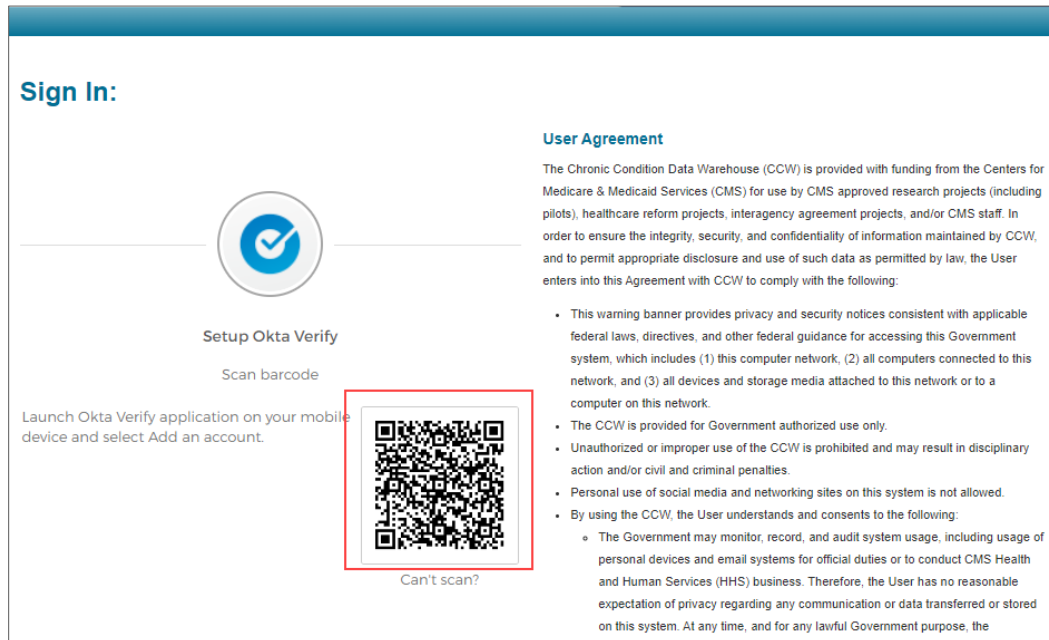 Sign In:
Setup Okta Verify
Scan barcode
Launch Okta Verify application on your mobile
device and select Add an account.
Can't scan?
User Agreement
The Chronic Condition Data Warehouse (CCW) is provided with funding from the Centers for
Medicare & Medicaid Services (CMS) for use by CMS approved research projects (including
pilots), healthcare reform projects, interagency agreement projects, and/or CMS staff. In
order to ensure the integrity, security, and confidentiality of information maintained by CCW,
and to permit appropriate disclosure and use of such data as permitted by law, the User
enters into this Agreement with CCW to comply with the following:
• This warning banner provides privacy and security notices consistent with applicable
federal laws, directives, and other federal guidance for accessing this Government
system, which includes (1) this computer network, (2) all computers connected to this
network, and (3) all devices and storage media attached to this network or to a
computer on this network.
• The CCW is provided for Government authorized use only.
• Unauthorized or improper use of the CCW is prohibited and may result in disciplinary
action and/or civil and criminal penalties.
• Personal use of social media and networking sites on this system is not allowed.
• By using the CCW, the User understands and consents to the following:
◦ The Government may monitor, record, and audit system usage, including usage of
personal devices and email systems for official duties or to conduct CMS Health
and Human Services (HHS) business. Therefore, the User has no reasonable
expectation of privacy regarding any communication or data transferred or stored
on this system. At any time, and for any lawful Government purpose, the